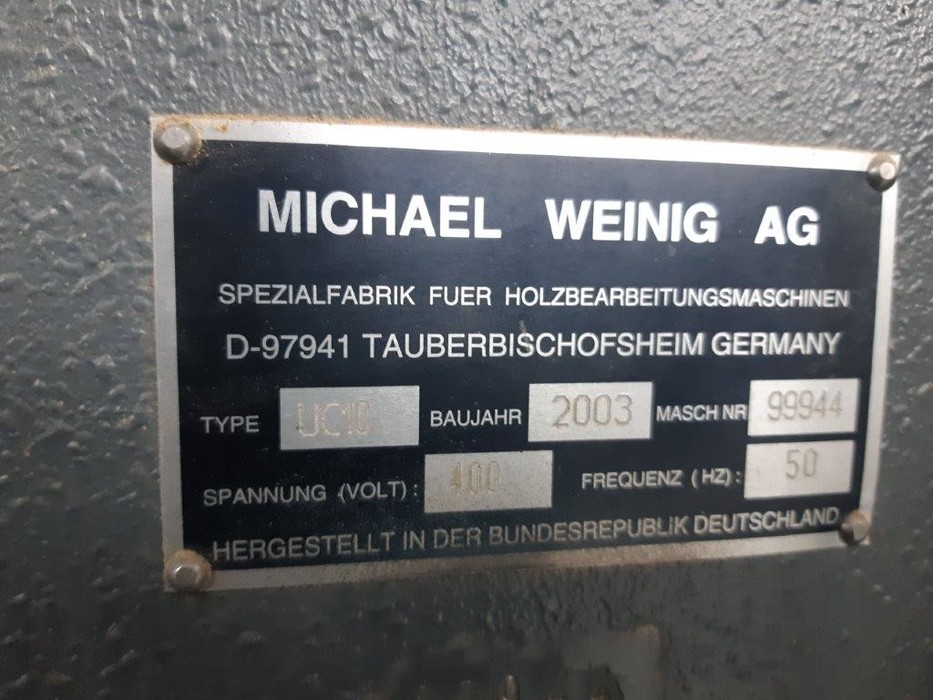 MICHAEL WEINIG AG
SPEZIALFABRIK FUER HOLZBEARBEITUNGSMASCHINEN
D-97941 TAUBERBISCHOFSHEIM GERMANY
TYPE UC10 BAUJAHR 2003 MASCH NR 99944
SPANNUNG (VOLT): 400 FREQUENZ (HZ): 50
HERGESTELLT IN DER BUNDESREPUBLIK DEUTSCHLAND